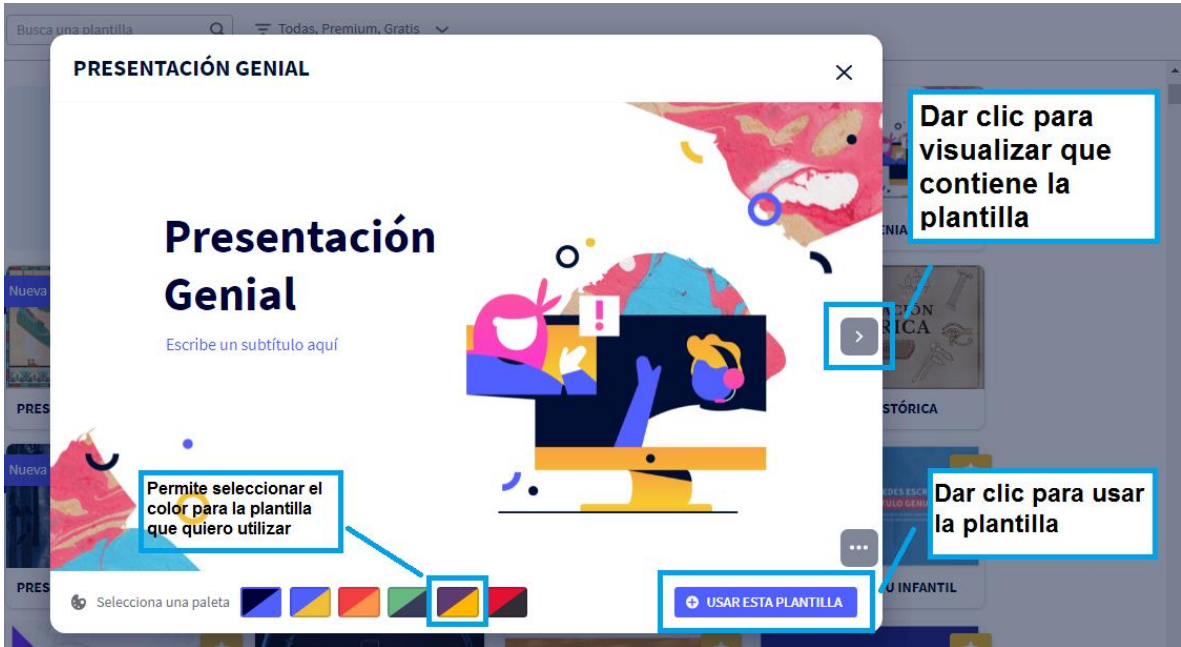 Busca una plantilla
Todas, Premium, Gratis
PRESENTACIÓN GENIAL
Dar clic para
visualizar que
contiene la
plantilla
Presentación
Genial
Escribe un subtítulo aquí
!
Nueva
PRES
STÓRICA
Nueva
Permite seleccionar el
color para la plantilla
que quiero utilizar
Dar clic para usar
la plantilla
PRES
INFANTIL
Selecciona una paleta
USAR ESTA PLANTILLA